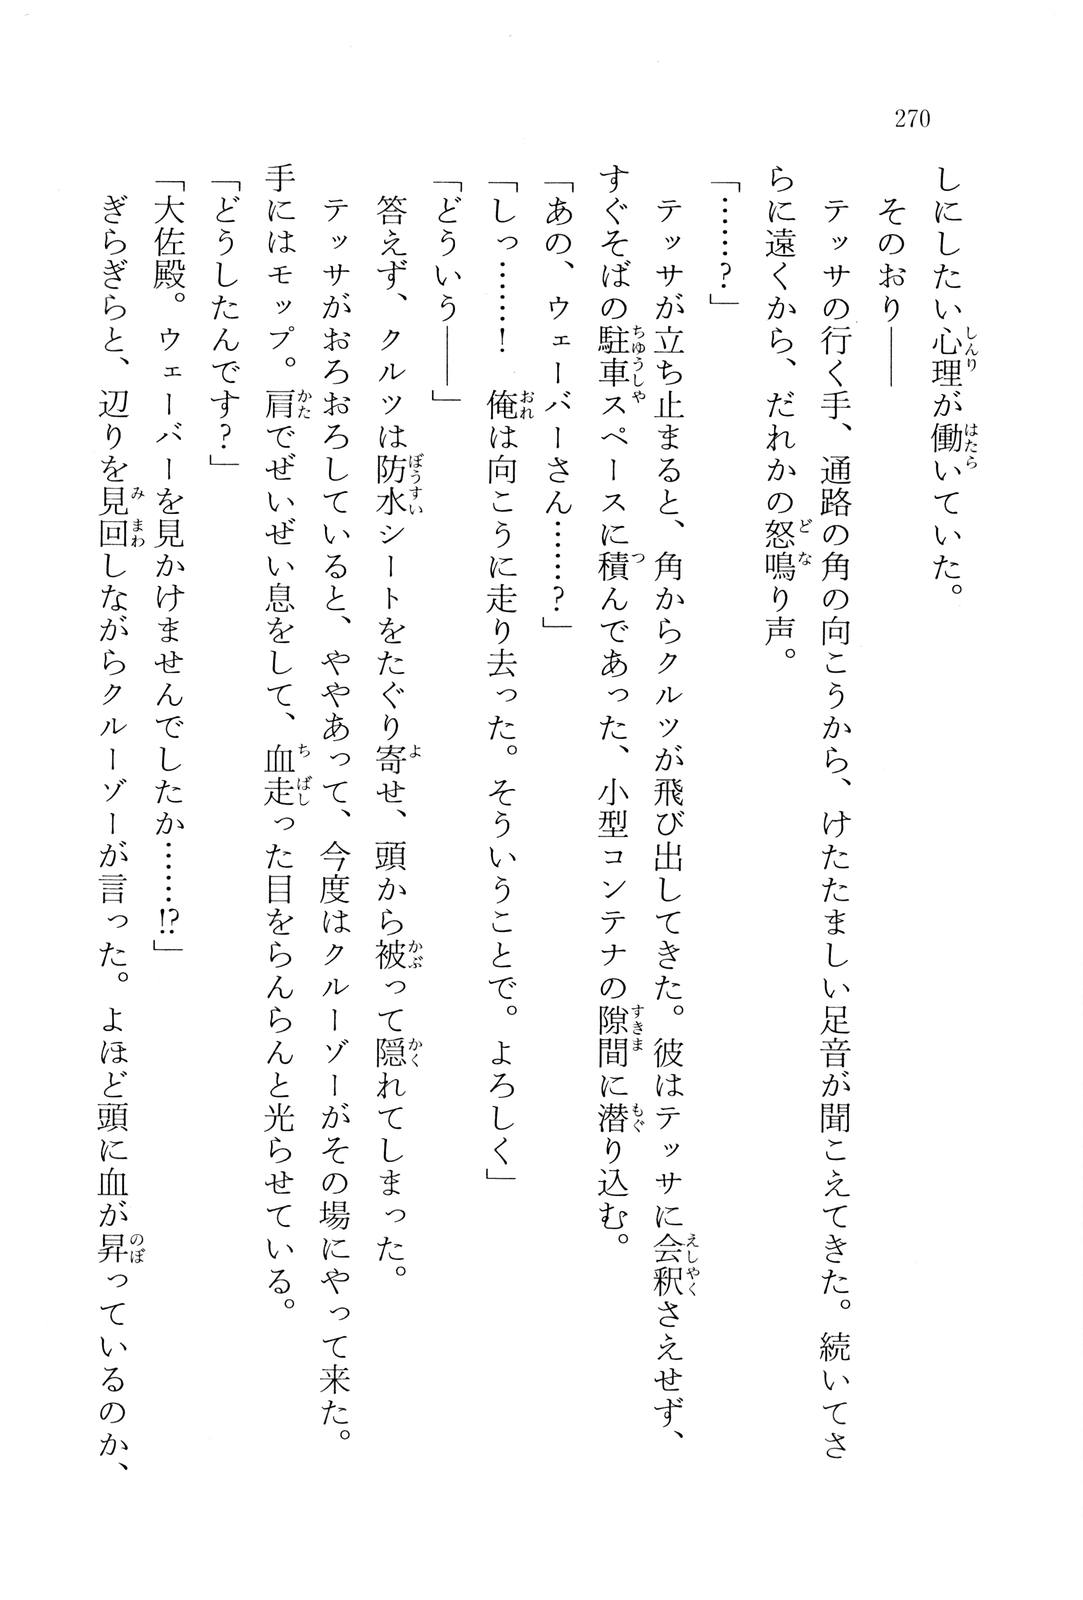 270
しにしたい心理が働いていた。
そのおり――
テッサの行く手、通路の角の向こうから、けたたましい足音が聞こえてきた。続いてさ
らに遠くから、だれかの怒鳴り声。
「……?」
テッサが立ち止まると、角からクルツが飛び出してきた。彼はテッサに会釈さえせず、
すぐそばの駐車スペースに積んであった、小型コンテナの隙間に潜り込む。
「あの、ウェーバーさん……?」
「しっ……! 俺は向こうに走り去った。そういうことで。よろしく」
「どういう――」
答えず、クルツは防水シートをたぐり寄せ、頭から被って隠れてしまった。
テッサがおろおろしていると、ややあって、今度はクルーゾーがその場にやって来た。
手にはモップ。肩でぜいぜい息をして、血走った目をらんらんと光らせている。
「どうしたんです?」
「大佐殿。ウェーバーを見かけませんでしたか……!?」
ぎらぎらと、辺りを見回しながらクルーゾーが言った。よほど頭に血が昇っているのか、